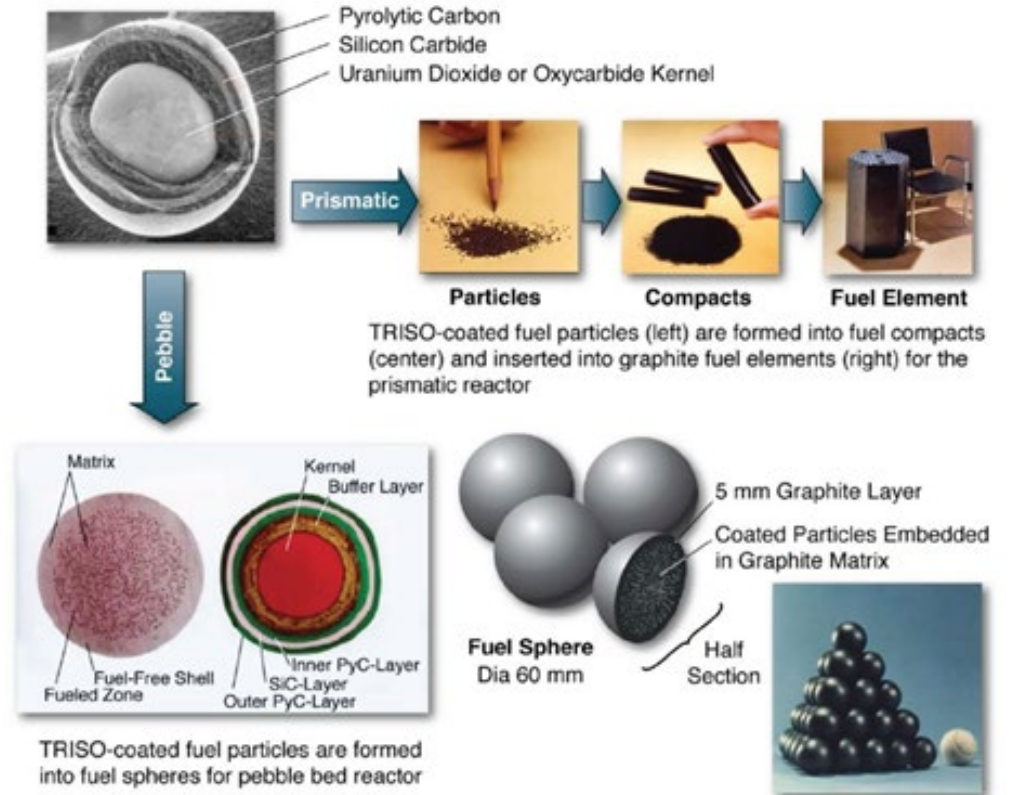 Pyrolytic Carbon
Silicon Carbide
Uranium Dioxide or Oxycarbide Kernel
Prismatic
Particles
Compacts
Fuel Element
TRISO-coated fuel particles (left) are formed into fuel compacts
(center) and inserted into graphite fuel elements (right) for the
prismatic reactor
Pebble
Matrix
Kernel
Buffer Layer
Fuel-Free Shell
Fueled Zone
Inner PyC-Layer
SiC-Layer
Outer PyC-Layer
5 mm Graphite Layer
Coated Particles Embedded
in Graphite Matrix
Fuel Sphere
Dia 60 mm
Half
Section
TRISO-coated fuel particles are formed
into fuel spheres for pebble bed reactor